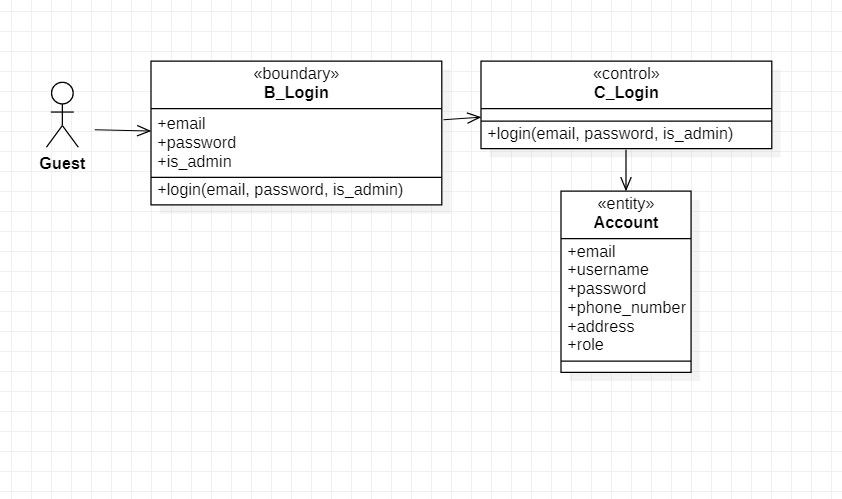 Guest
«boundary»
B_Login
+email
+password
+is_admin
+login(email, password, is_admin)
«control»
C_Login
+login(email, password, is_admin)
«entity»
Account
+email
+username
+password
+phone_number
+address
+role